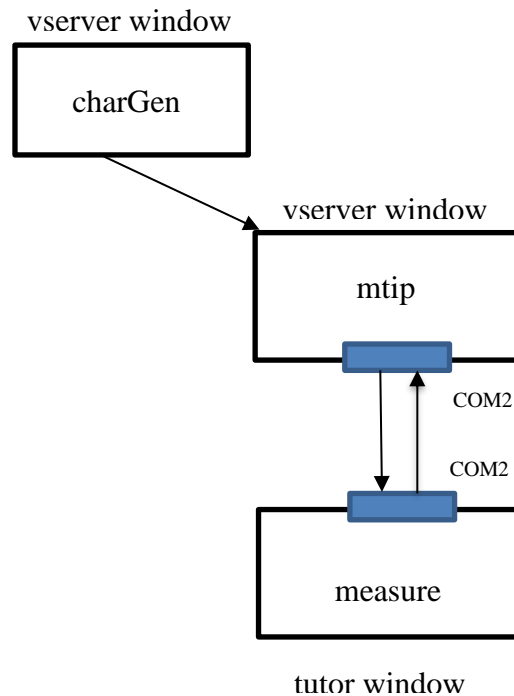 vserver window
charGen
vserver window
mtip
COM2
COM2
measure
tutor window